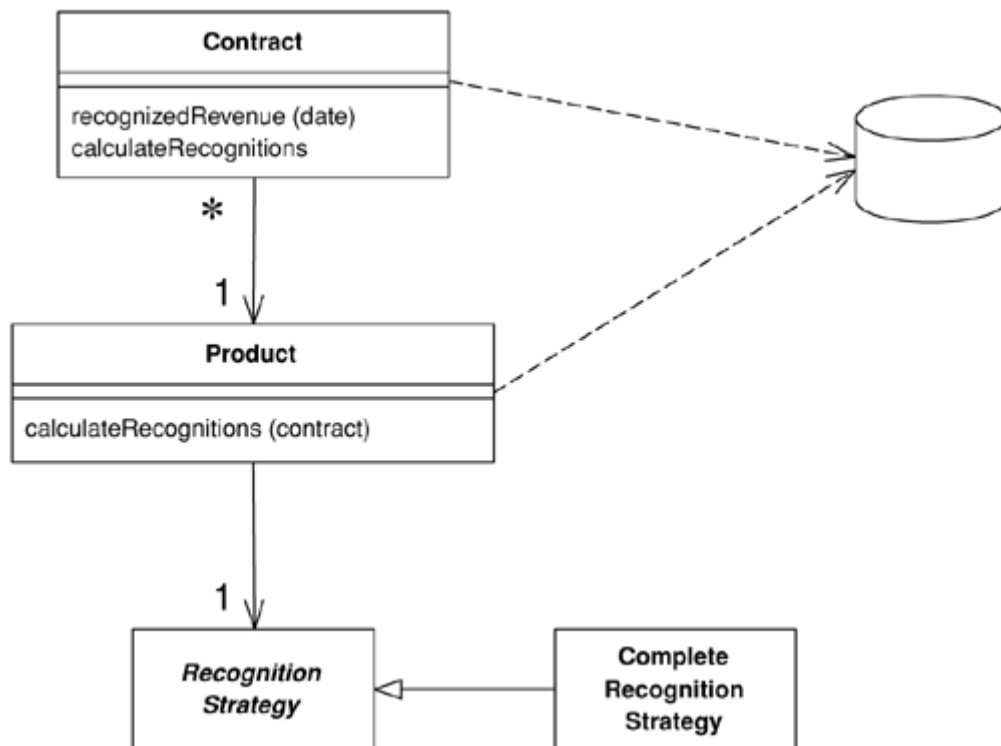 Contract
recognizedRevenue (date)
calculateRecognitions
*
1
Product
calculateRecognitions (contract)
1
Recognition
Strategy
Complete
Recognition
Strategy